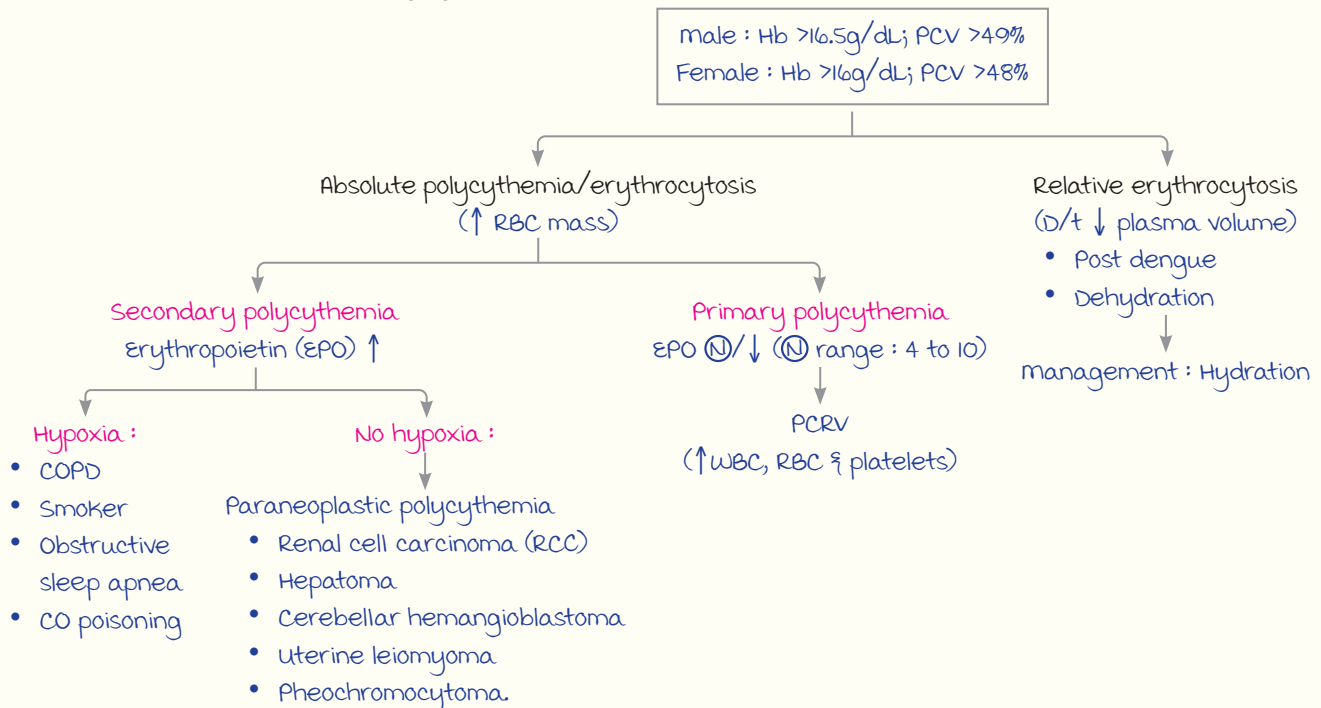 Male : Hb >16.5g/dL; PCV >49%
Female : Hb >16g/dL; PCV >48%
Absolute polycythemia/erythrocytosis
(↑ RBC mass)
Relative erythrocytosis
(D/t ↓ plasma volume)
• Post dengue
• Dehydration
Management : Hydration
Secondary polycythemia
Erythropoietin (EPO) ↑
Primary polycythemia
EPO Ⓝ/↓ (Ⓝ range : 4 to 10)
PCRV
(↑WBC, RBC & platelets)
Hypoxia :
• COPD
• Smoker
• Obstructive
sleep apnea
• CO poisoning
No hypoxia :
Paraneoplastic polycythemia
• Renal cell carcinoma (RCC)
• Hepatoma
• Cerebellar hemangioblastoma
• Uterine leiomyoma
• Pheochromocytoma.